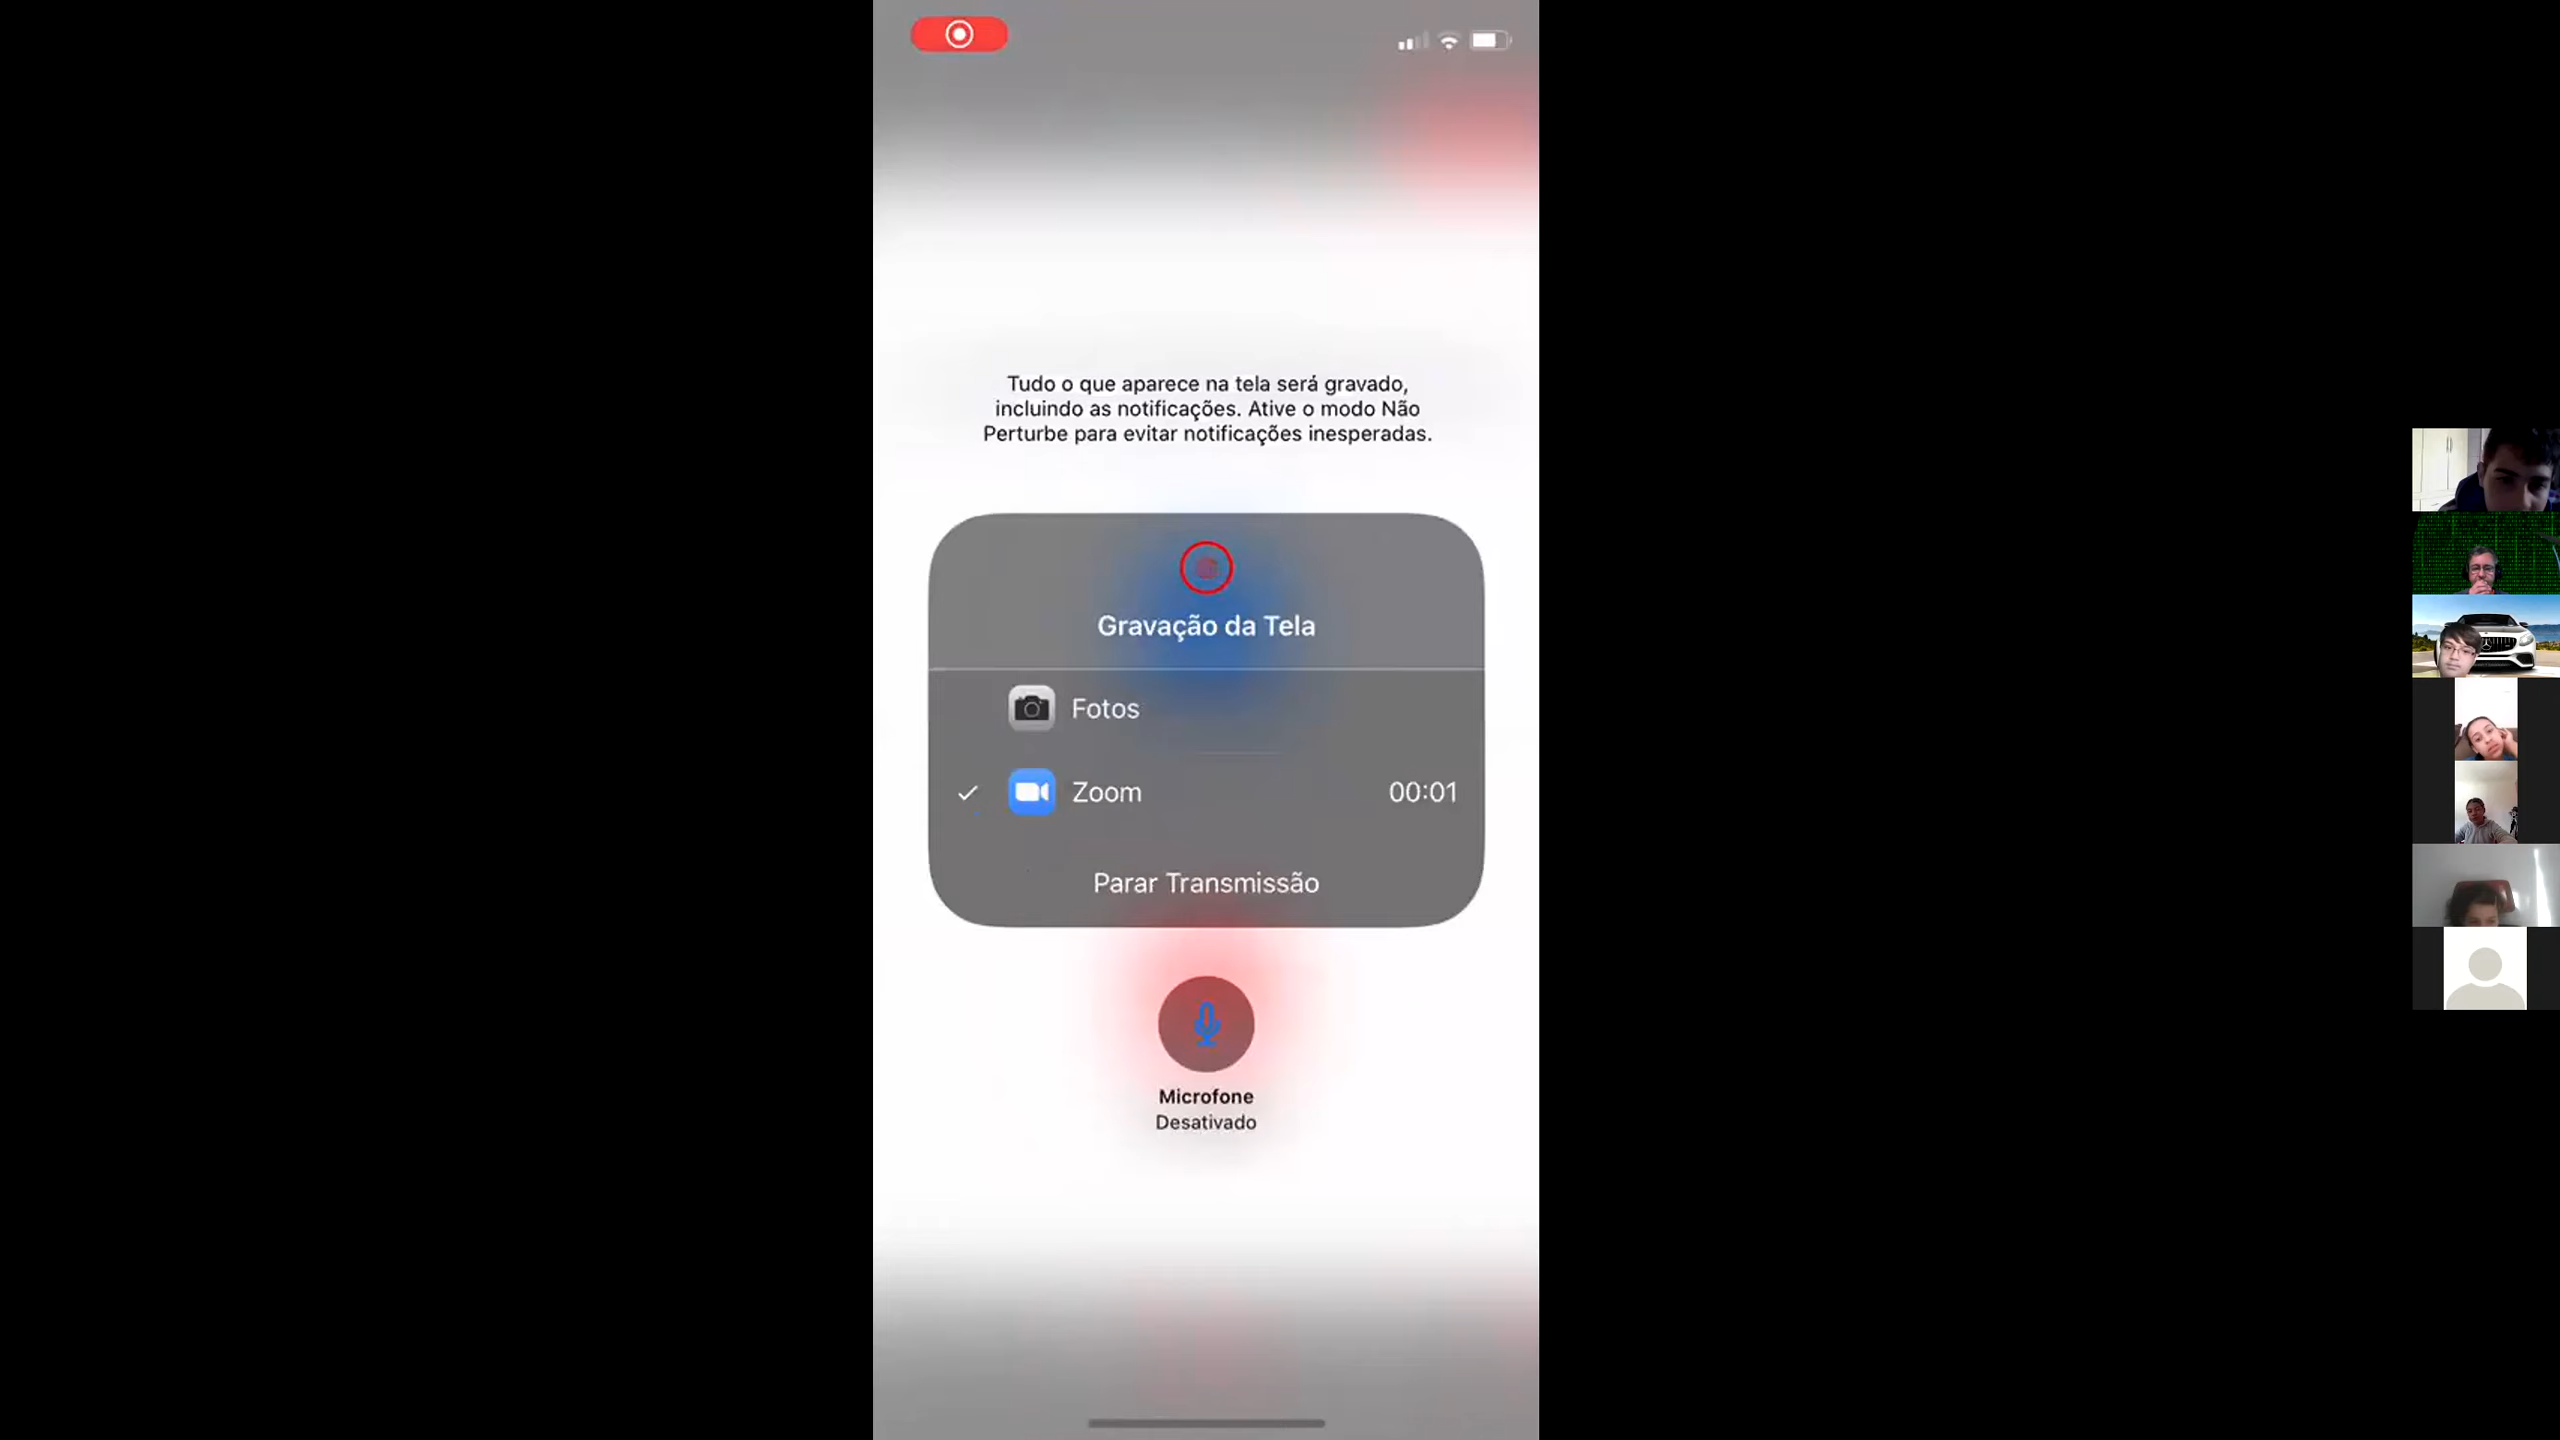 Tudo o que aparece na tela será gravado,
incluindo as notificações. Ative o modo Não
Perturbe para evitar notificações inesperadas.
Gravação da Tela
Fotos
Zoom 00:01
Parar Transmissão
Microfone
Desativado